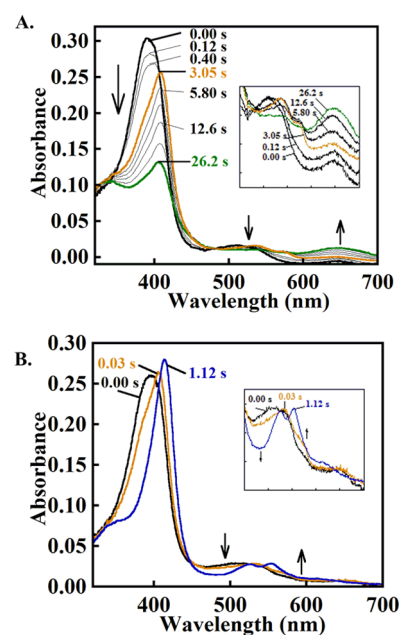 A.
0.30
0.25
0.20
0.15
0.10
0.05
0.00
Absorbance
0.00 s
0.12 s
0.40 s
3.05 s
5.80 s
12.6 s
26.2 s
26.2 s
12.6 s
5.80 s
3.05 s
0.12 s
0.00 s
400
500
600
700
Wavelength (nm)
B.
0.30
0.25
0.20
0.15
0.10
0.05
0.00
Absorbance
0.03 s
0.00 s
1.12 s
0.00 s
0.03 s
1.12 s
400
500
600
700
Wavelength (nm)